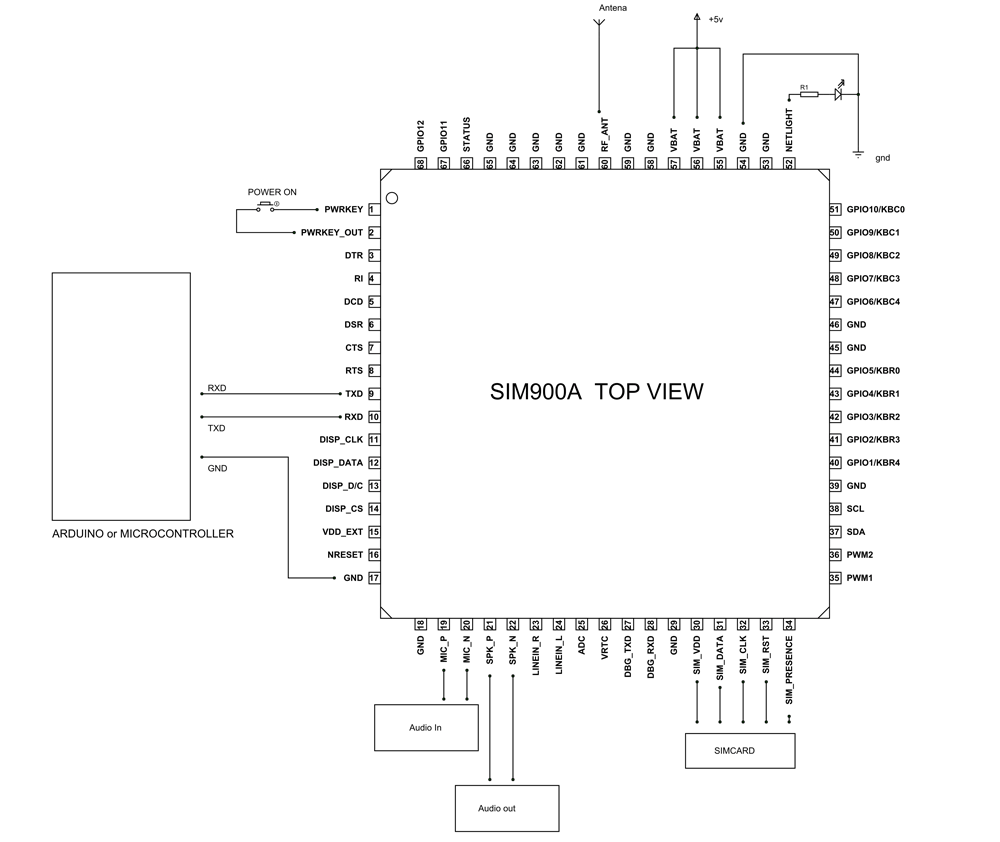 Antena
+5v
R1
gnd
GPIO12
GPIO11
STATUS
GND
GND
GND
GND
GND
RF_ANT
GND
GND
VBAT
VBAT
VBAT
GND
GND
NETLIGHT
68
67
66
65
64
63
62
61
60
59
58
57
56
55
54
53
52
POWER ON
PWRKEY 1
PWRKEY_OUT 2
DTR 3
RI 4
DCD 5
DSR 6
CTS 7
RTS 8
RXD
TXD 9
RXD 10
TXD
DISP_CLK 11
DISP_DATA 12
GND
DISP_D/C 13
DISP_CS 14
VDD_EXT 15
NRESET 16
GND 17
ARDUINO or MICROCONTROLLER
SIM900A TOP VIEW
51 GPIO10/KBC0
50 GPIO9/KBC1
49 GPIO8/KBC2
48 GPIO7/KBC3
47 GPIO6/KBC4
46 GND
45 GND
44 GPIO5/KBR0
43 GPIO4/KBR1
42 GPIO3/KBR2
41 GPIO2/KBR3
40 GPIO1/KBR4
39 GND
38 SCL
37 SDA
36 PWM2
35 PWM1
18
19
20
21
22
23
24
25
26
27
28
29
30
31
32
33
34
GND
MIC_P
MIC_N
SPK_P
SPK_N
LINEIN_R
LINEIN_L
ADC
VRTC
DBG_TXD
DBG_RXD
GND
SIM_VDD
SIM_DATA
SIM_CLK
SIM_RST
SIM_PRESENCE
Audio In
SIMCARD
Audio out